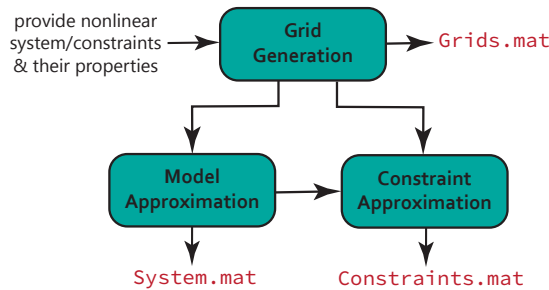 provide nonlinear
system/constraints
& their properties
Grid
Generation
Grids.mat
Model
Approximation
Constraint
Approximation
System.mat
Constraints.mat